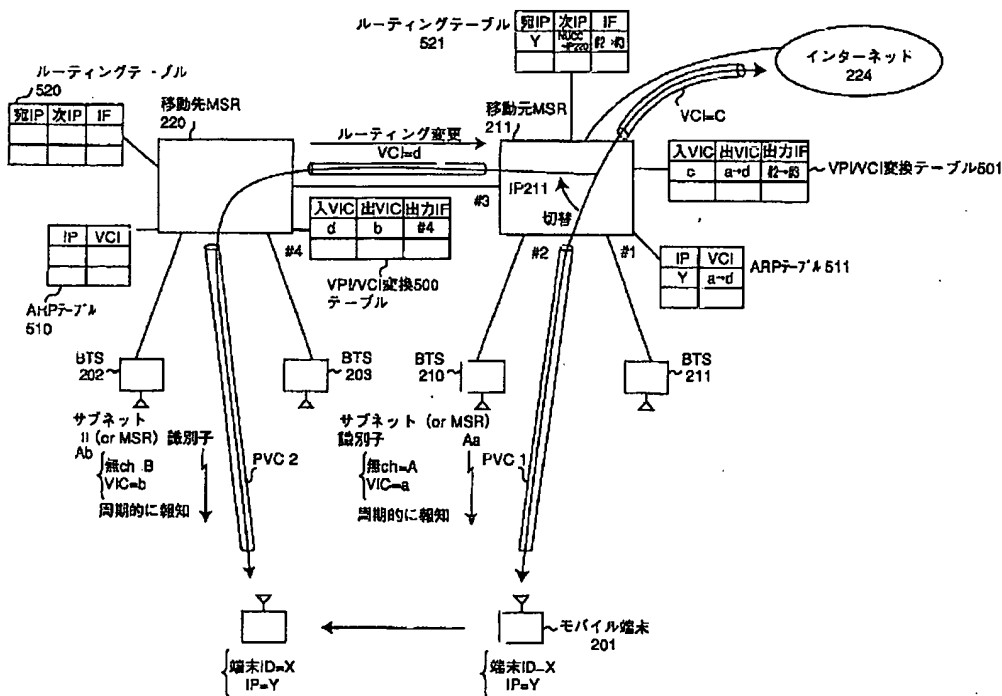 ルーティングテーブル
521
宛IP 次IP IF
Y #2→#3
インターネット
224
ルーティングテーブル
520
宛IP 次IP IF
移動先MSR
220
ルーティング変更
VCI=d
移動元MSR
211
VCI=C
入VIC 出VIC 出力IF
c a→d #2→#3
VPI/VCI変換テーブル501
IP211
切替
#3
#2
#1
IP VCI
Y a→d
ARPテーブル 511
IP VCI
ARPテーブル
510
#4
入VIC 出VIC 出力IF
d b #4
VPI/VCI変換500
テーブル
BTS
202
BTS
203
BTS
210
BTS
211
サブネット
II (or MSR) 識別子
Ab
無ch B
VIC=b
周期的に報知
PVC 2
サブネット (or MSR)
識別子 Aa
無ch=A
VIC=a
周期的に報知
PVC 1
モバイル端末
201
端末ID=X
IP=Y
端末ID=X
IP=Y